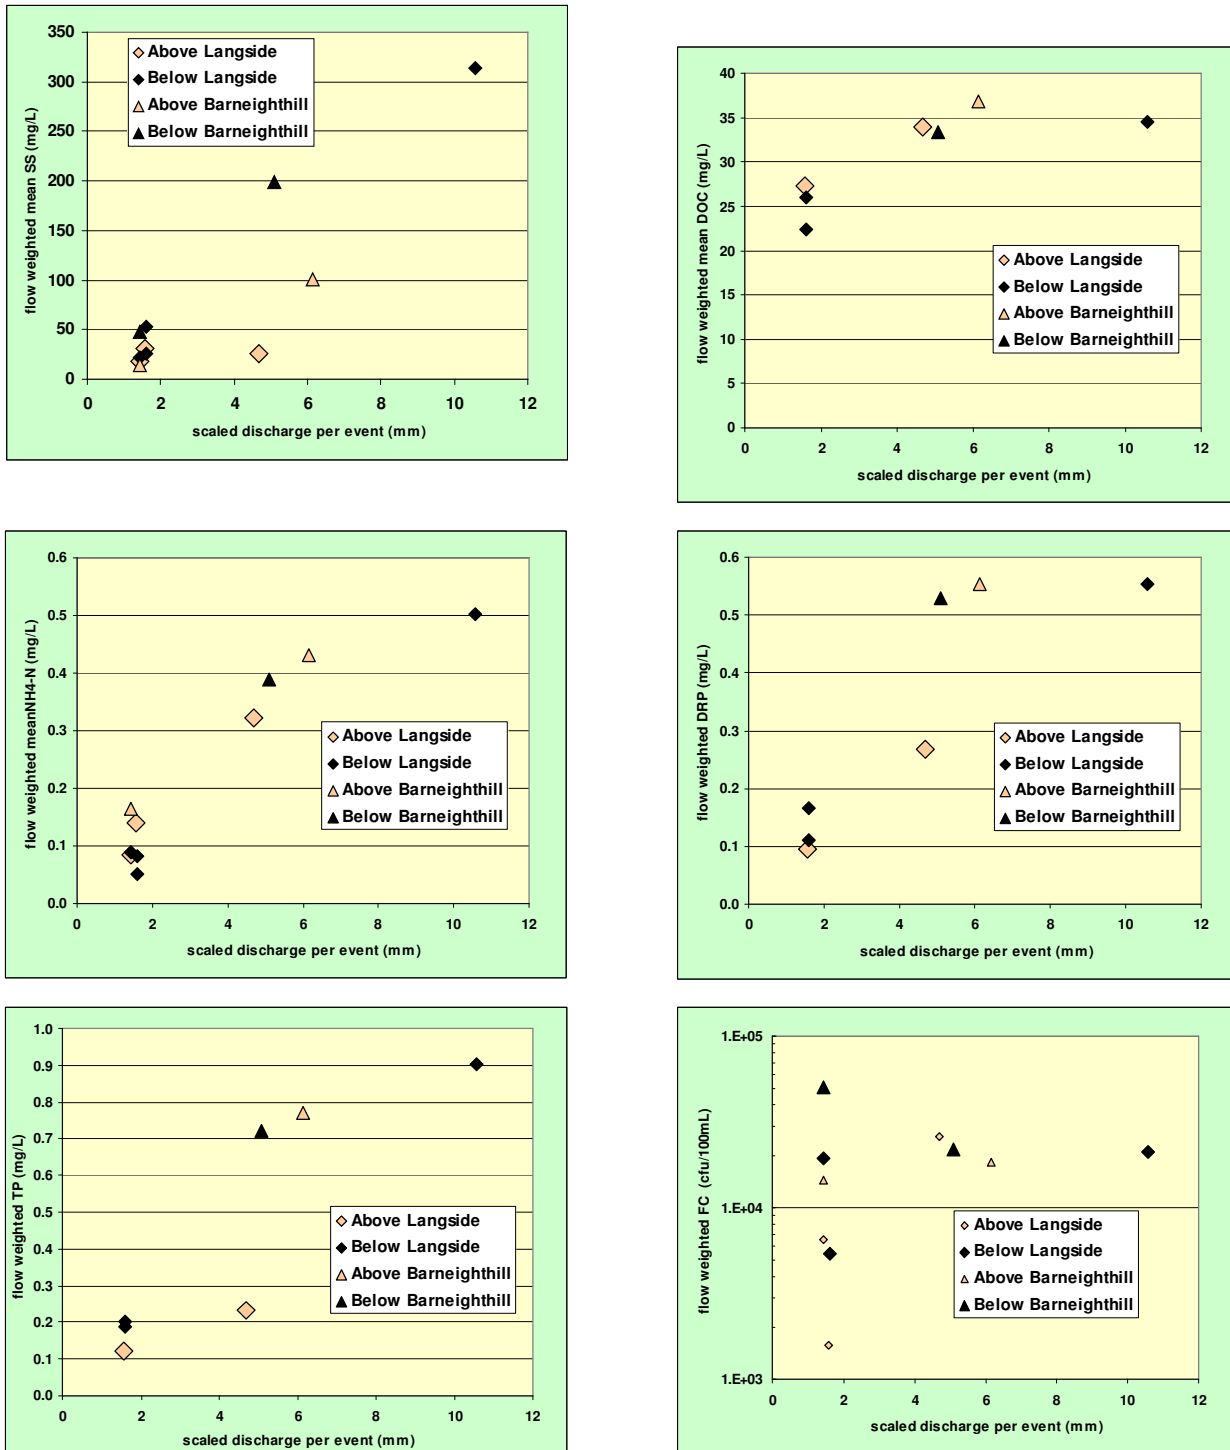 350
300
250
200
150
100
50
0
0 2 4 6 8 10 12
flow weighted mean SS (mg/L)
scaled discharge per event (mm)
Above Langside
Below Langside
Above Barneighthill
Below Barneighthill
40
35
30
25
20
15
10
5
0
0 2 4 6 8 10 12
flow weighted mean DOC (mg/L)
scaled discharge per event (mm)
Above Langside
Below Langside
Above Barneighthill
Below Barneighthill
0.6
0.5
0.4
0.3
0.2
0.1
0.0
0 2 4 6 8 10 12
flow weighted meanNH4-N (mg/L)
scaled discharge per event (mm)
Above Langside
Below Langside
Above Barneighthill
Below Barneighthill
0.6
0.5
0.4
0.3
0.2
0.1
0.0
0 2 4 6 8 10 12
flow weighted DRP (mg/L)
scaled discharge per event (mm)
Above Langside
Below Langside
Above Barneighthill
Below Barneighthill
1.0
0.9
0.8
0.7
0.6
0.5
0.4
0.3
0.2
0.1
0.0
0 2 4 6 8 10 12
flow weighted TP (mg/L)
scaled discharge per event (mm)
Above Langside
Below Langside
Above Barneighthill
Below Barneighthill
1.E+05
1.E+04
1.E+03
0 2 4 6 8 10 12
flow weighted FC (cfu/100mL)
scaled discharge per event (mm)
Above Langside
Below Langside
Above Barneighthill
Below Barneighthill